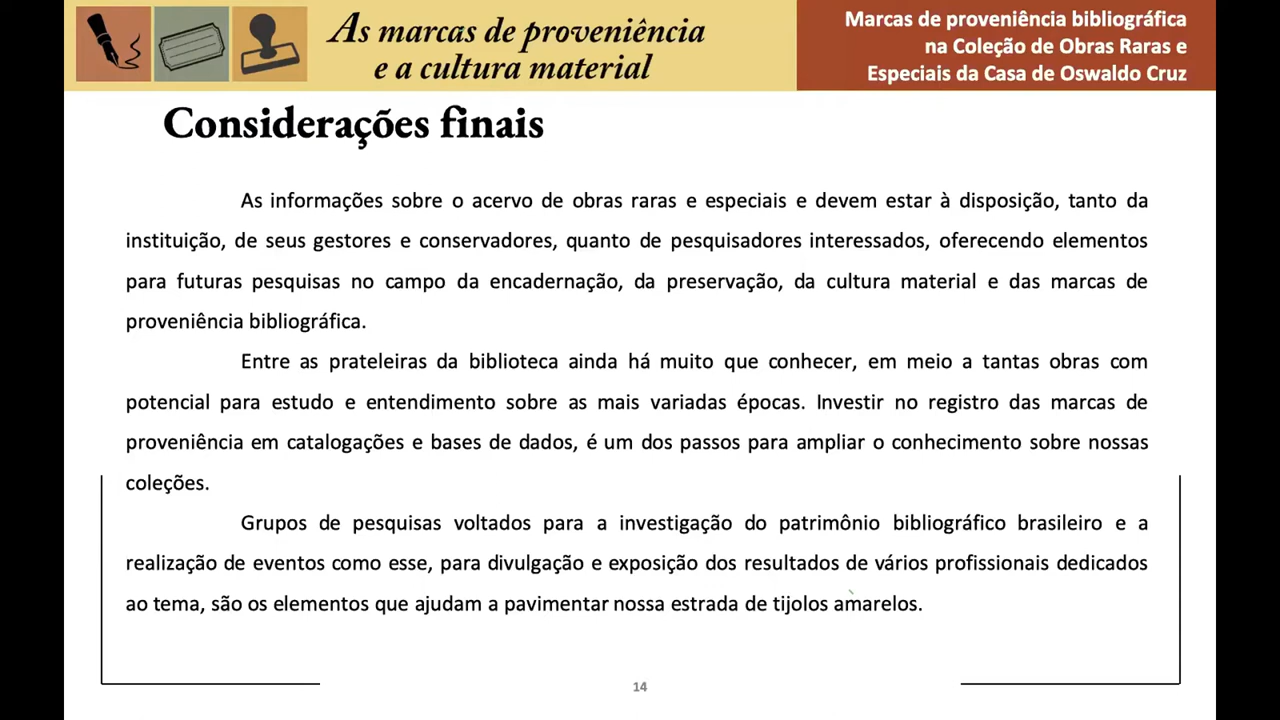 As marcas de proveniência
e a cultura material
Marcas de proveniência bibliográfica
na Coleção de Obras Raras e
Especiais da Casa de Oswaldo Cruz
Considerações finais
As informações sobre o acervo de obras raras e especiais e devem estar à disposição, tanto da
instituição, de seus gestores e conservadores, quanto de pesquisadores interessados, oferecendo elementos
para futuras pesquisas no campo da encadernação, da preservação, da cultura material e das marcas de
proveniência bibliográfica.
Entre as prateleiras da biblioteca ainda há muito que conhecer, em meio a tantas obras com
potencial para estudo e entendimento sobre as mais variadas épocas. Investir no registro das marcas de
proveniência em catalogações e bases de dados, é um dos passos para ampliar o conhecimento sobre nossas
coleções.
Grupos de pesquisas voltados para a investigação do patrimônio bibliográfico brasileiro e a
realização de eventos como esse, para divulgação e exposição dos resultados de vários profissionais dedicados
ao tema, são os elementos que ajudam a pavimentar nossa estrada de tijolos amarelos.
14